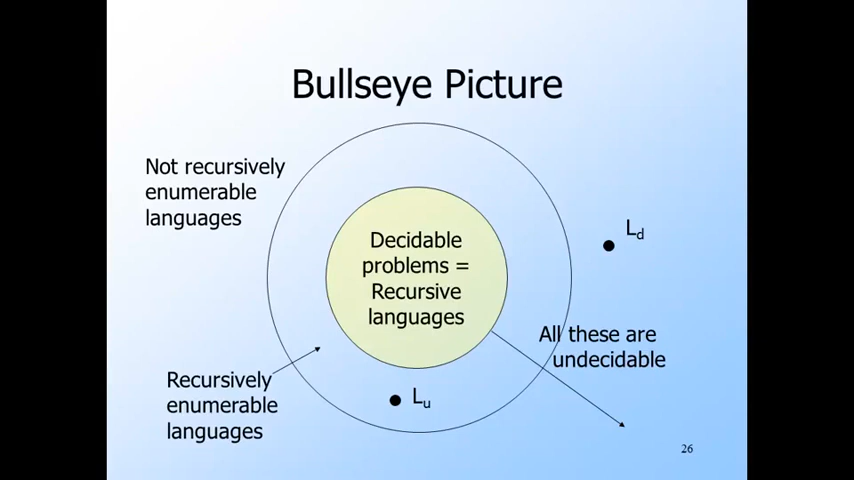 Bullseye Picture
Not recursively
enumerable
languages
Decidable
problems =
Recursive
languages
L_d
All these are
undecidable
Recursively
enumerable
languages
L_u
26